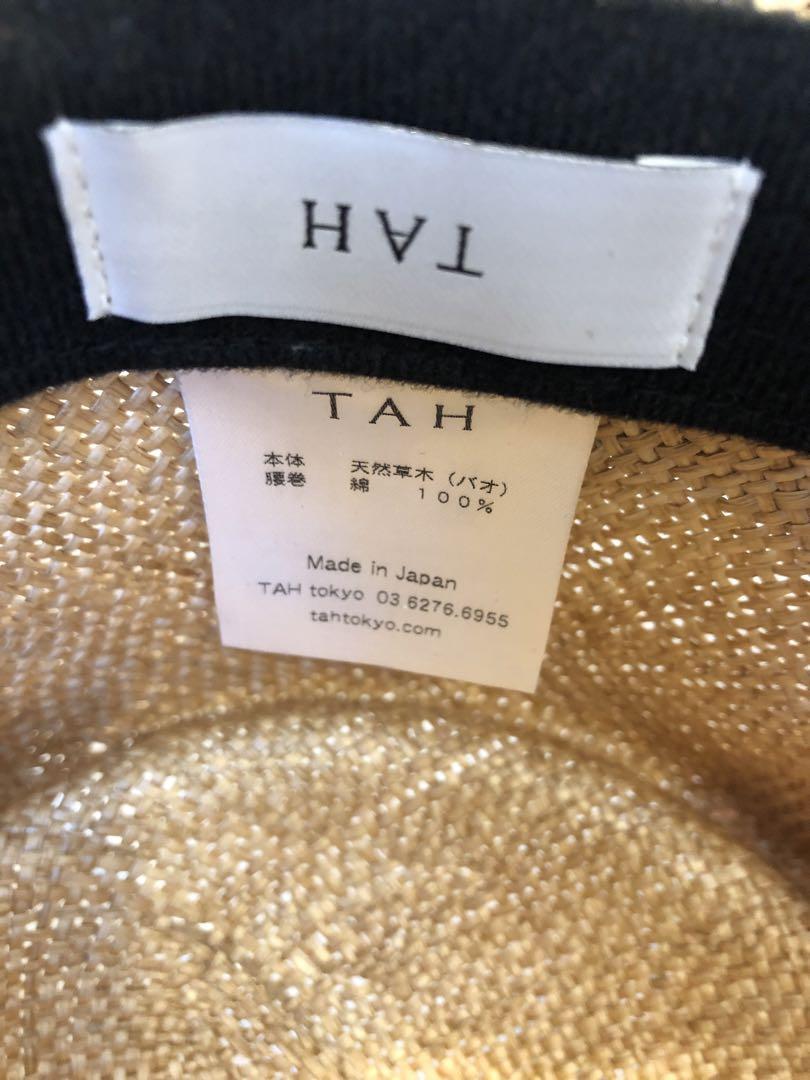 TAH
TAH
本体 天然草木（バオ）
腰巻 綿 １００％
Made in Japan
TAH tokyo 03.6276.6955
tahtokyo.com